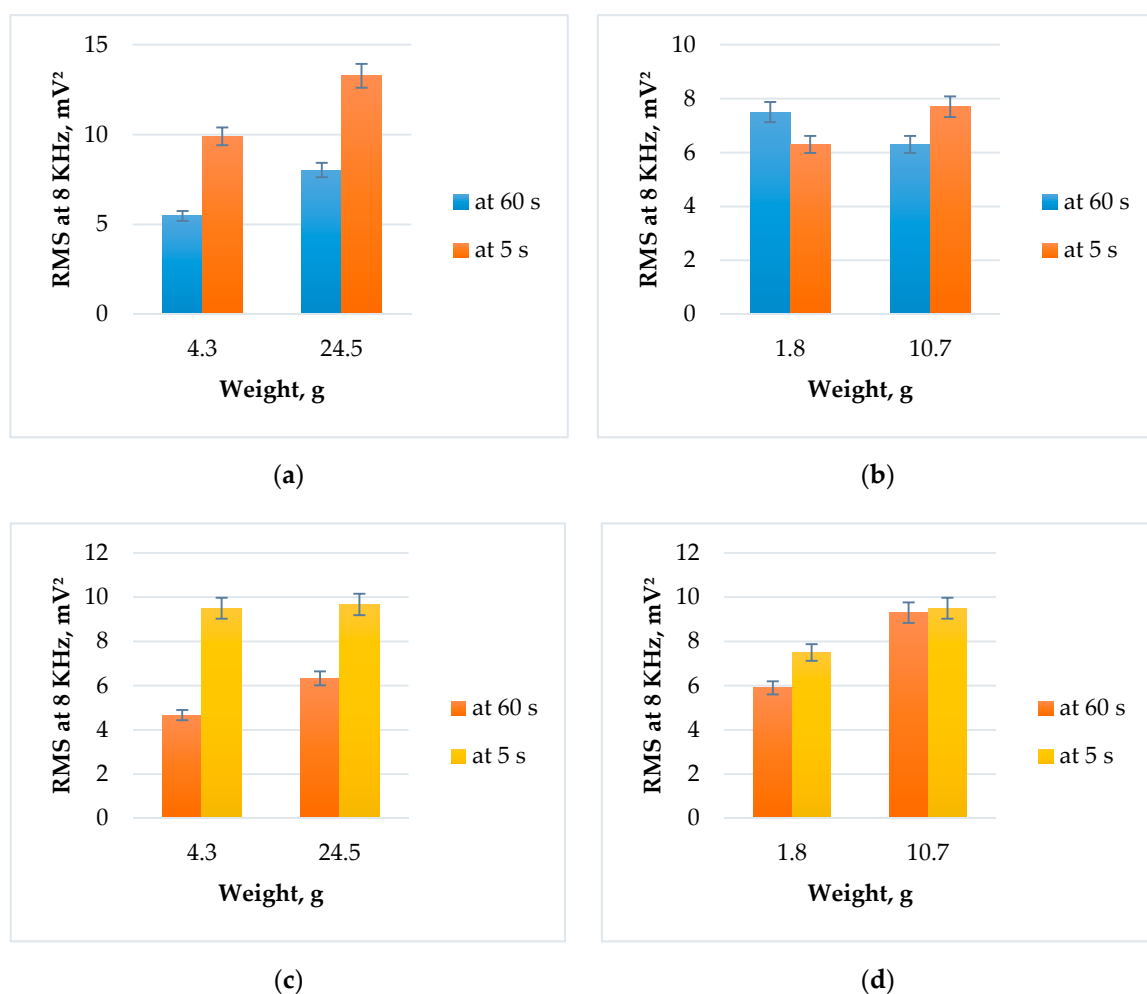 15
10
5
0
RMS at 8 KHz, mV²
4.3
24.5
Weight, g
at 60 s
at 5 s
(a)
10
8
6
4
2
0
RMS at 8 KHz, mV²
1.8
10.7
Weight, g
at 60 s
at 5 s
(b)
12
10
8
6
4
2
0
RMS at 8 KHz, mV²
4.3
24.5
Weight, g
at 60 s
at 5 s
(c)
12
10
8
6
4
2
0
RMS at 8 KHz, mV²
1.8
10.7
Weight, g
at 60 s
at 5 s
(d)